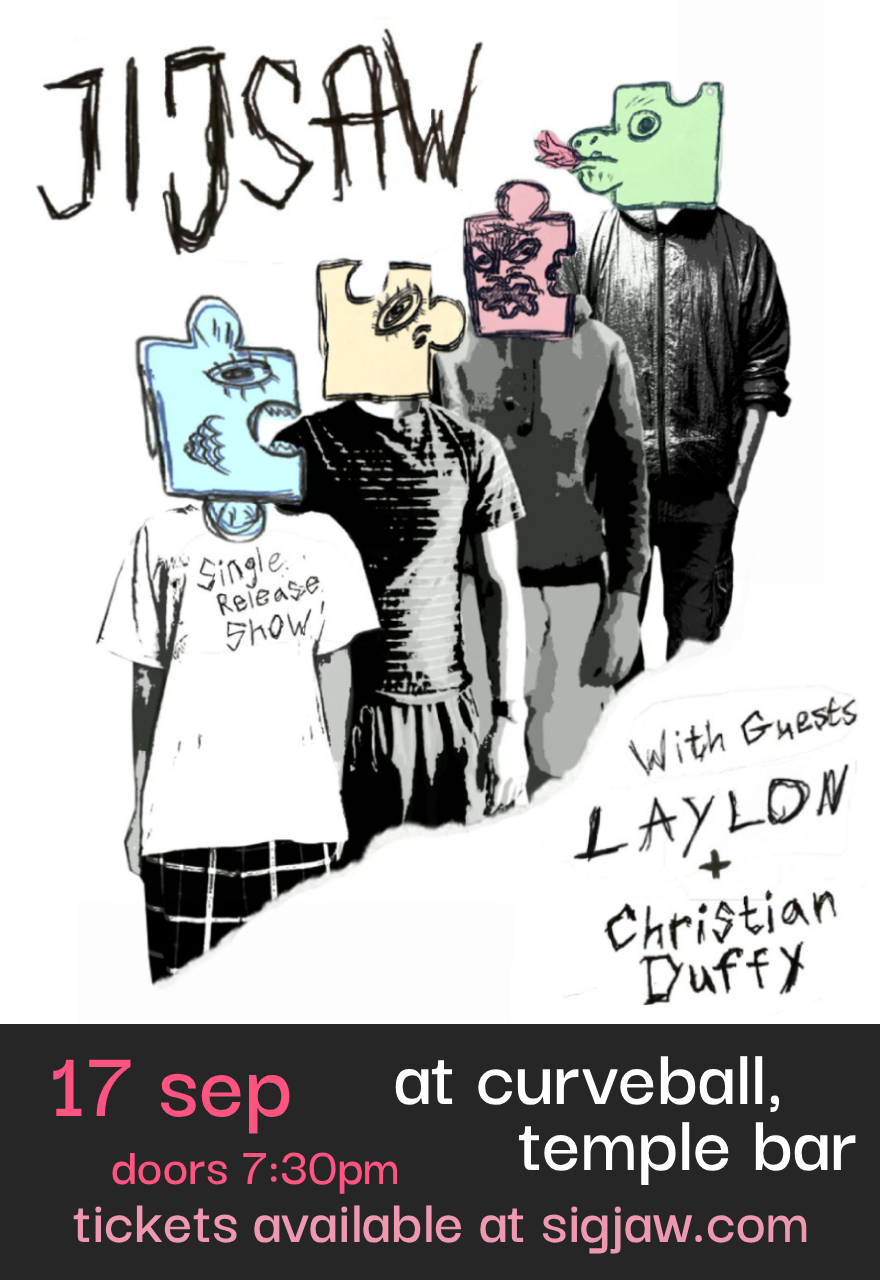 JIJSAW
Single
Release
Show!
With Guests
LAYLON
+
Christian
Duffy
17 sep
doors 7:30pm
at curveball,
temple bar
tickets available at sigjaw.com